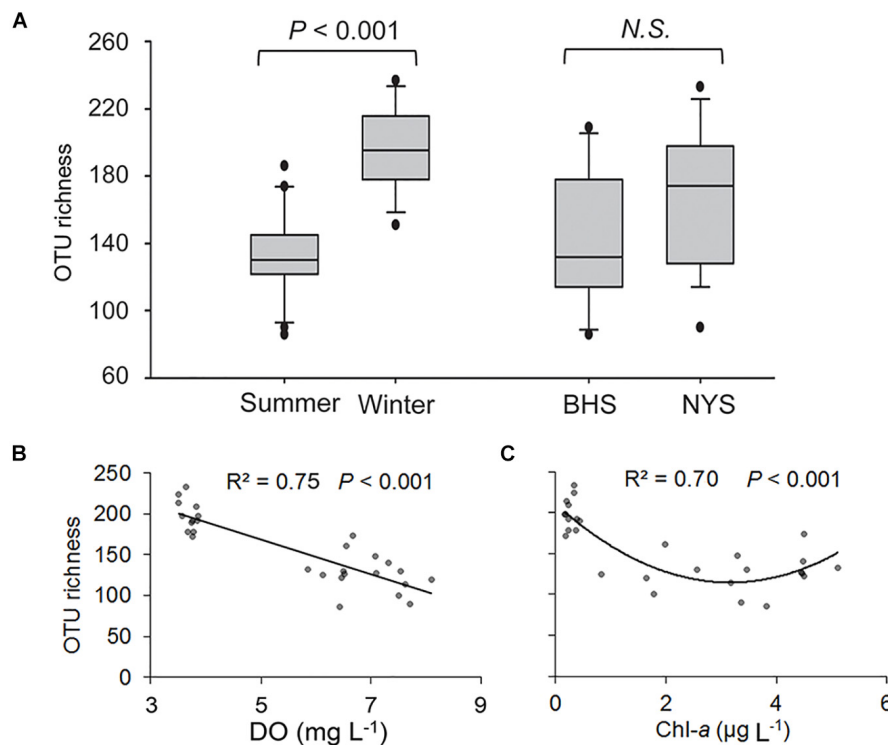 A
P < 0.001
N.S.
OTU richness
260
220
180
140
100
60
Summer Winter BHS NYS
B
R² = 0.75 P < 0.001
OTU richness
250
200
150
100
50
0
3 5 7 9
DO (mg L⁻¹)
C
R² = 0.70 P < 0.001
0 2 4 6
Chl-a (µg L⁻¹)